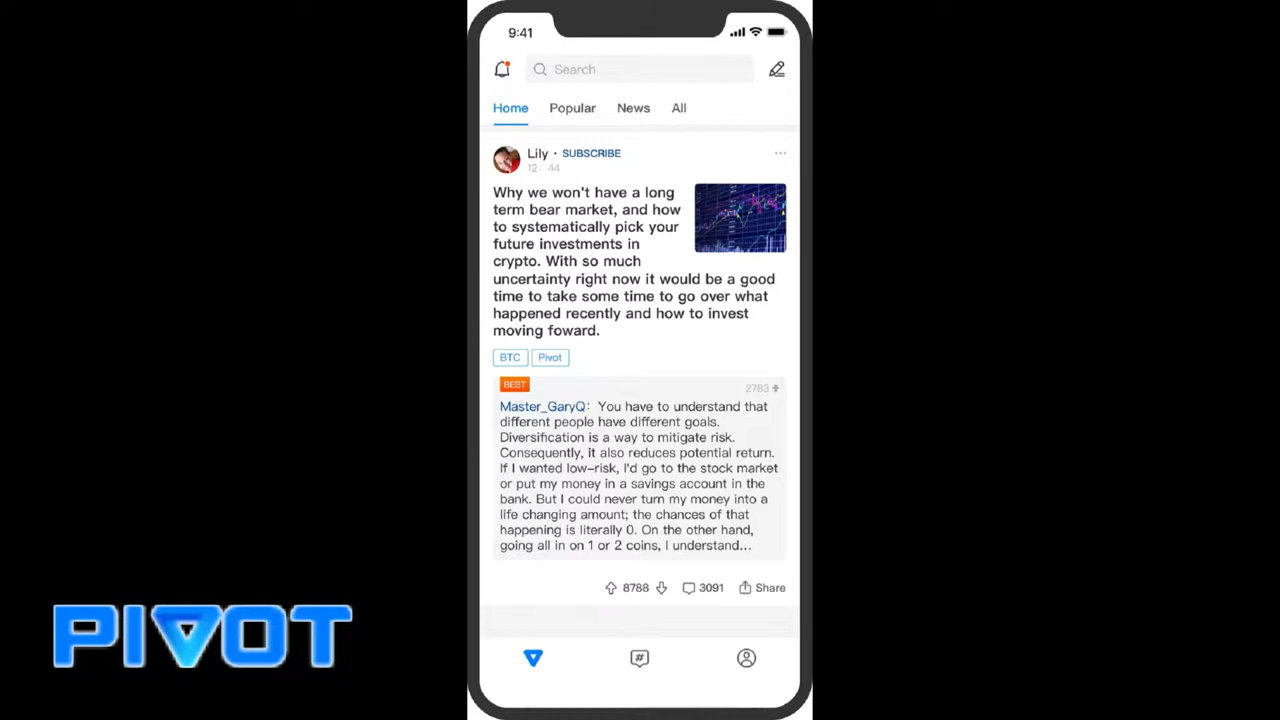 9:41
Search
Home Popular News All
Lily · SUBSCRIBE
12: 44
Why we won't have a long
term bear market, and how
to systematically pick your
future investments in
crypto. With so much
uncertainty right now it would be a good
time to take some time to go over what
happened recently and how to invest
moving foward.
BTC Pivot
BEST 2783
Master_GaryQ: You have to understand that
different people have different goals.
Diversification is a way to mitigate risk.
Consequently, it also reduces potential return.
If I wanted low-risk, I'd go to the stock market
or put my money in a savings account in the
bank. But I could never turn my money into a
life changing amount; the chances of that
happening is literally 0. On the other hand,
going all in on 1 or 2 coins, I understand...
8788 3091 Share
PIVOT